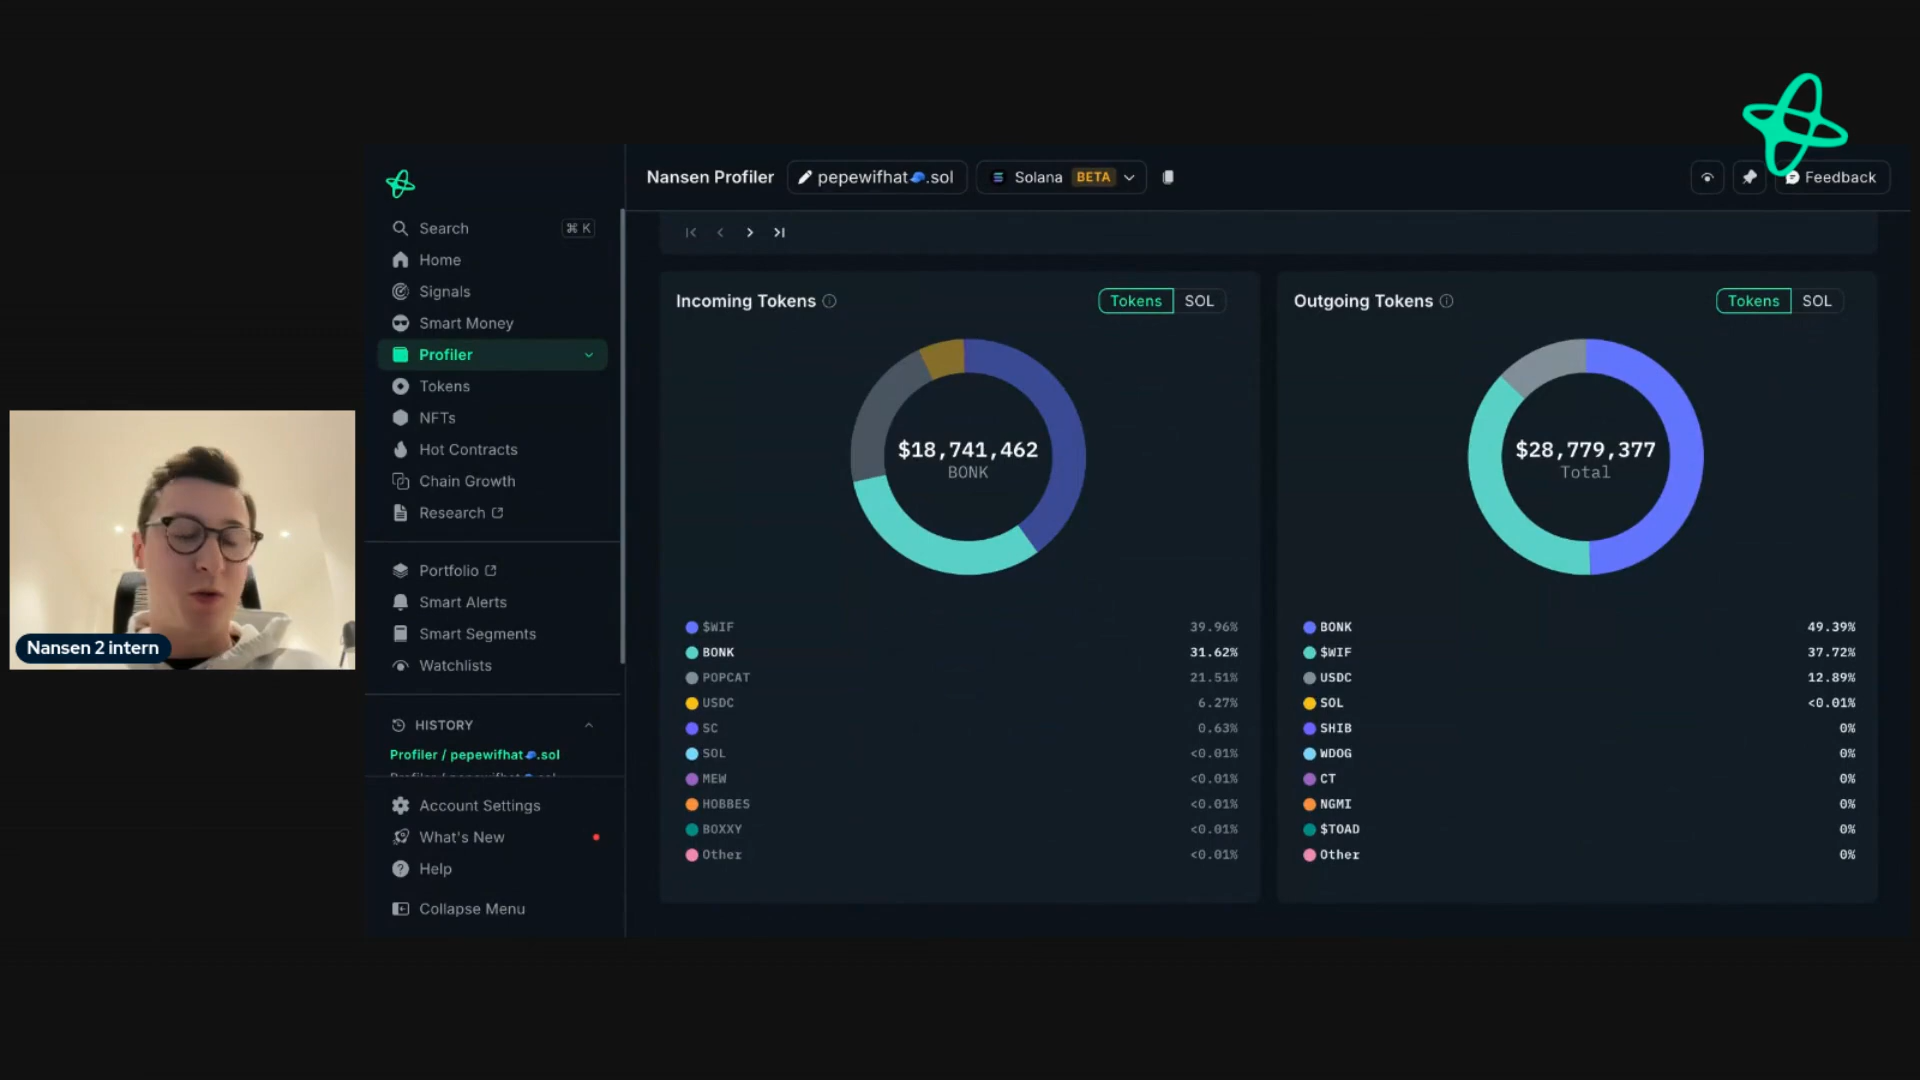 Nansen Profiler
pepewifhat🧢.sol
Solana BETA
Feedback
Search ⌘ K
Home
Signals
Smart Money
Profiler
Tokens
NFTs
Hot Contracts
Chain Growth
Research
Portfolio
Smart Alerts
Smart Segments
Watchlists
HISTORY
Profiler / pepewifhat🧢.sol
Account Settings
What's New
Help
Collapse Menu
Nansen 2 intern
Incoming Tokens
Tokens SOL
$18,741,462
BONK
$WIF 39.96%
BONK 31.62%
POPCAT 21.51%
USDC 6.27%
SC 0.63%
SOL <0.01%
MEW <0.01%
HOBBES <0.01%
BOXXY <0.01%
Other <0.01%
Outgoing Tokens
Tokens SOL
$28,779,377
Total
BONK 49.39%
$WIF 37.72%
USDC 12.89%
SOL <0.01%
SHIB 0%
WDOG 0%
CT 0%
NGMI 0%
$TOAD 0%
Other 0%